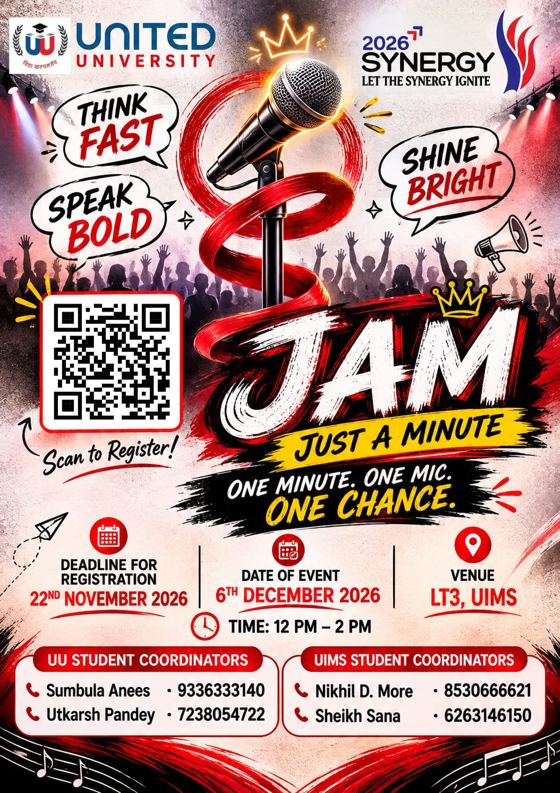 UNITED
UNIVERSITY
2026
SYNERGY
LET THE SYNERGY IGNITE
THINK
FAST
SPEAK
BOLD
SHINE
BRIGHT
JAM
JUST A MINUTE
ONE MINUTE. ONE MIC.
ONE CHANCE.
Scan to Register!
DEADLINE FOR
REGISTRATION
22ND NOVEMBER 2026
DATE OF EVENT
6TH DECEMBER 2026
VENUE
LT3, UIMS
TIME: 12 PM – 2 PM
UU STUDENT COORDINATORS
Sumbula Anees • 9336333140
Utkarsh Pandey • 7238054722
UIMS STUDENT COORDINATORS
Nikhil D. More • 8530666621
Sheikh Sana • 6263146150